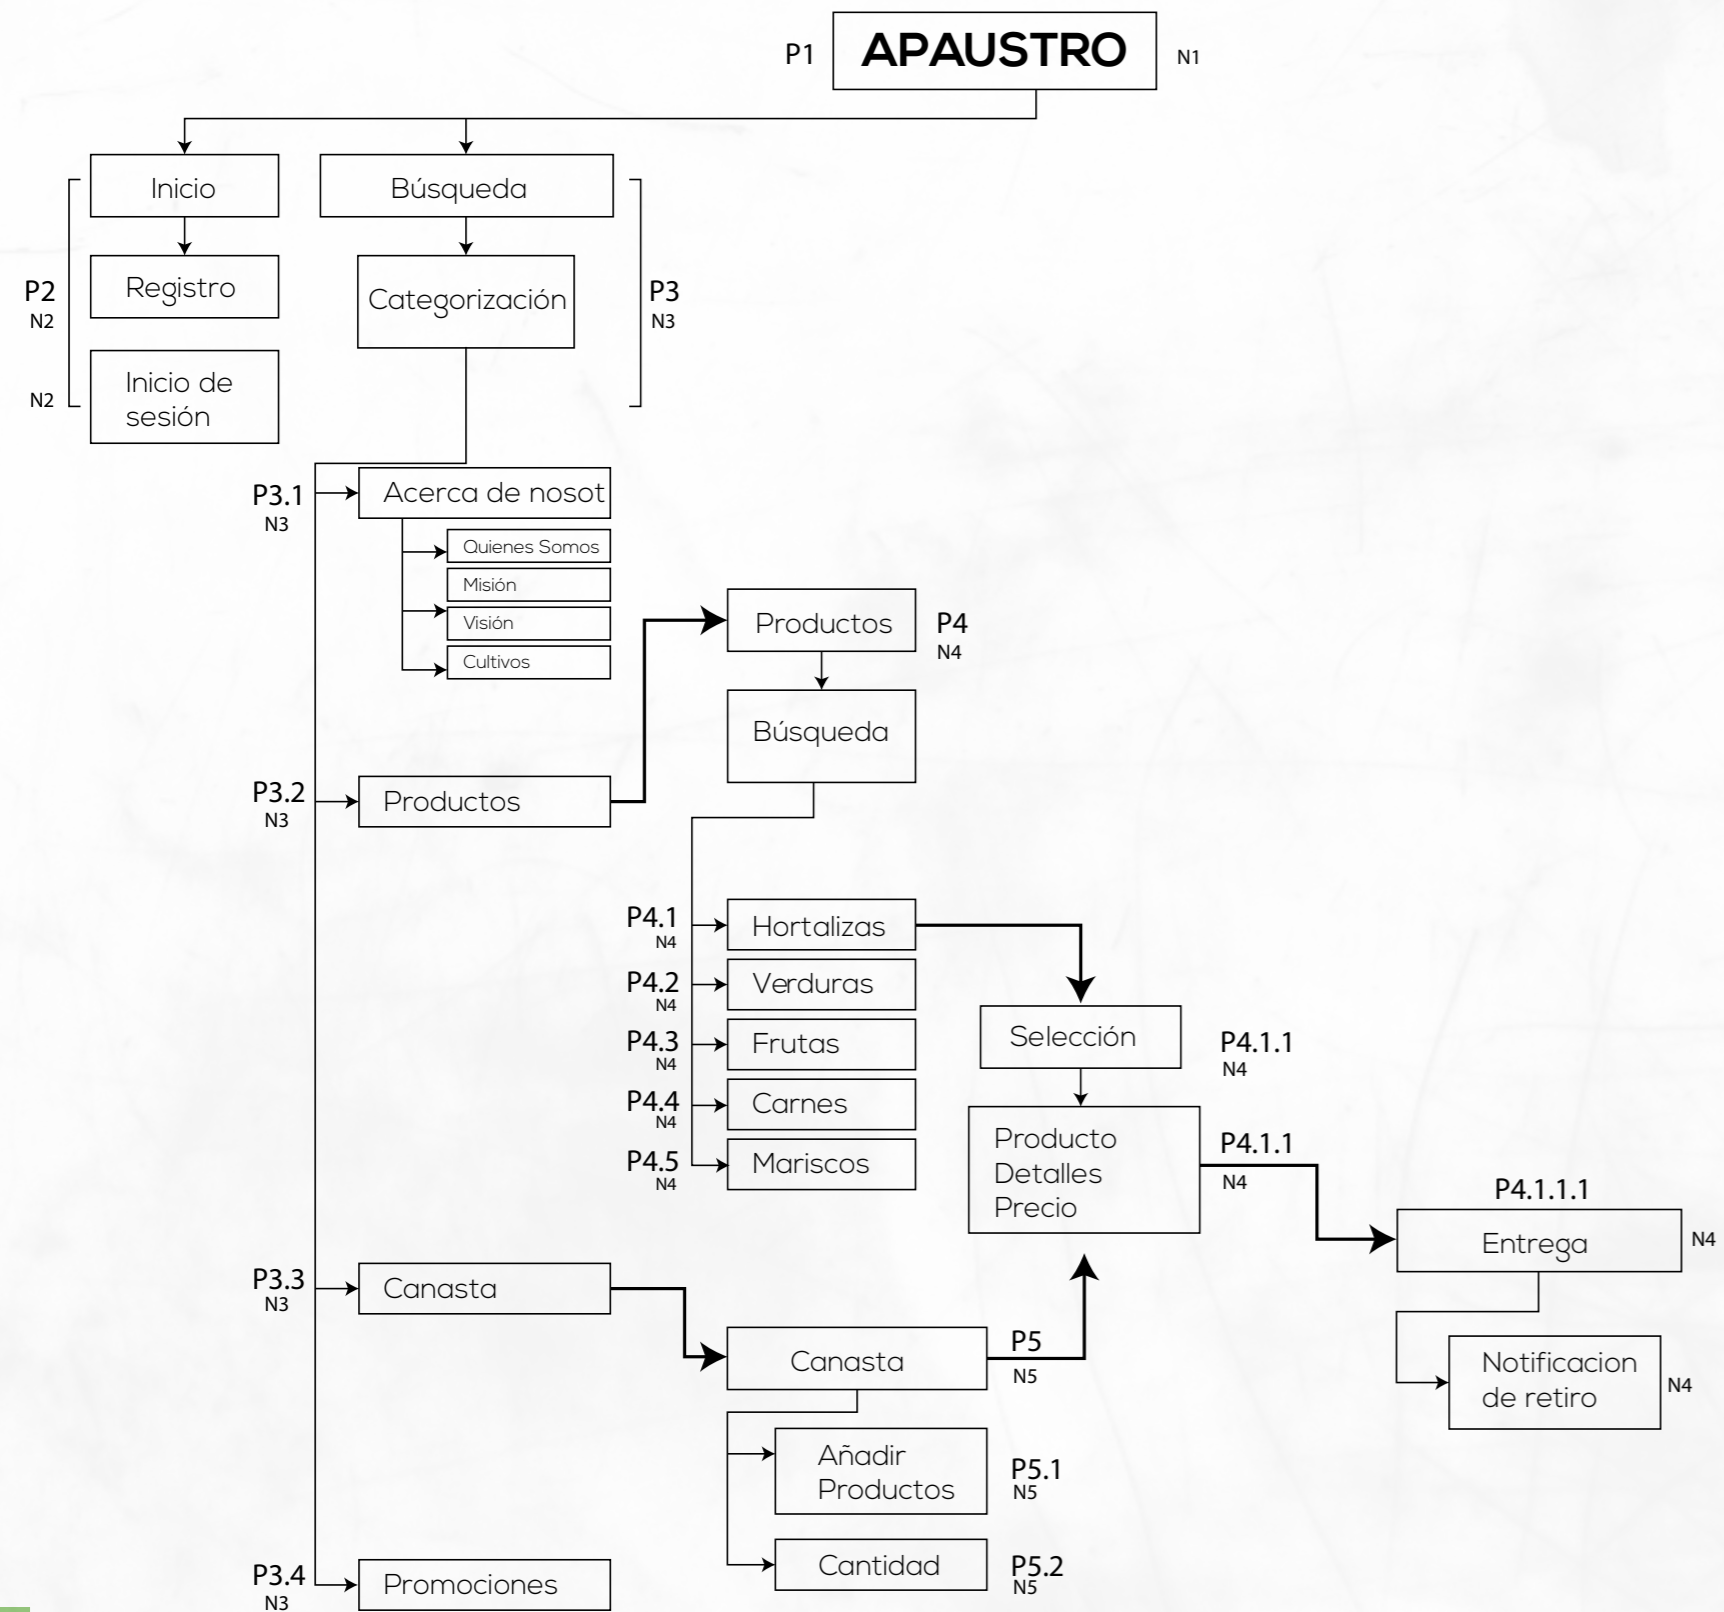 P1
APAUSTRO
N1
Inicio
Búsqueda
Registro
Categorización
P2
N2
P3
N3
N2
Inicio de
sesión
P3.1
N3
Acerca de nosot
Quienes Somos
Misión
Visión
Cultivos
Productos
P4
N4
Búsqueda
P3.2
N3
Productos
P4.1
N4
Hortalizas
P4.2
N4
Verduras
P4.3
N4
Frutas
P4.4
N4
Carnes
P4.5
N4
Mariscos
Selección
P4.1.1
N4
Producto
Detalles
Precio
P4.1.1
N4
P4.1.1.1
Entrega
N4
Notificacion
de retiro
N4
P3.3
N3
Canasta
Canasta
P5
N5
Añadir
Productos
P5.1
N5
Cantidad
P5.2
N5
P3.4
N3
Promociones